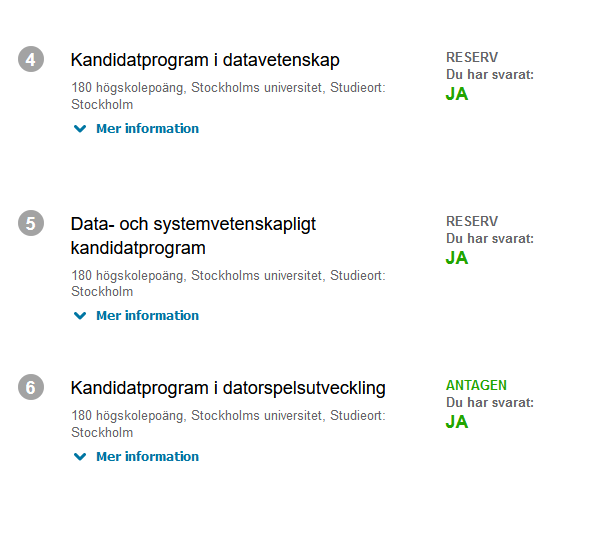 4
Kandidatprogram i datavetenskap
RESERV
Du har svarat:
JA
180 högskolepoäng, Stockholms universitet, Studieort:
Stockholm
Mer information
5
Data- och systemvetenskapligt
kandidatprogram
RESERV
Du har svarat:
JA
180 högskolepoäng, Stockholms universitet, Studieort:
Stockholm
Mer information
6
Kandidatprogram i datorspelsutveckling
ANTAGEN
Du har svarat:
JA
180 högskolepoäng, Stockholms universitet, Studieort:
Stockholm
Mer information